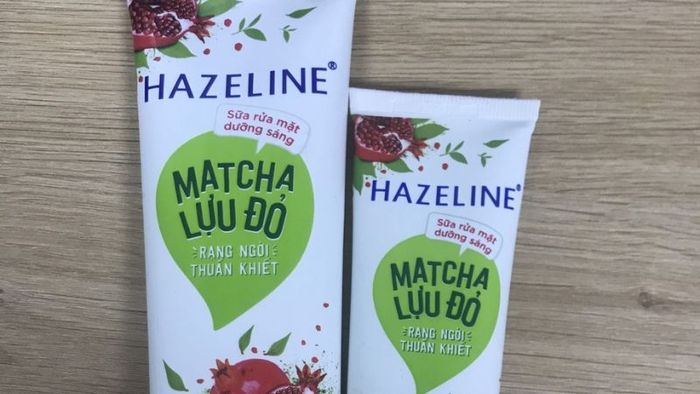 HAZELINE®
Sữa rửa mặt
dưỡng sáng
MATCHA
LỰU ĐỎ
RẠNG NGỜI
THUẦN KHIẾT
HAZELINE®
Sữa rửa mặt
dưỡng sáng
MATCHA
LỰU ĐỎ
RẠNG NGỜI
THUẦN KHIẾT